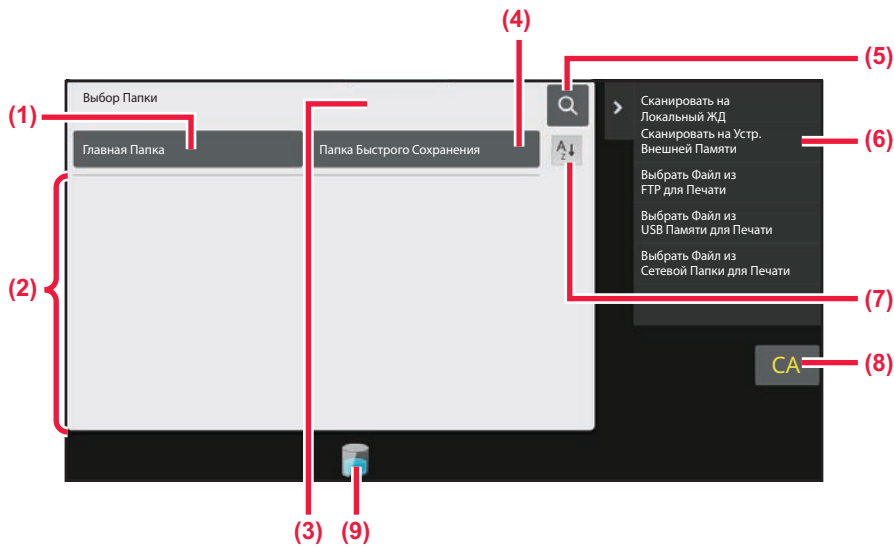 (4)
(5)
Выбор Папки
(1)
Сканировать на
Локальный ЖД
Сканировать на Устр.
Внешней Памяти
(6)
Главная Папка
Папка Быстрого Сохранения
A
Z
Выбрать Файл из
FTP для Печати
Выбрать Файл из
USB Памяти для Печати
(2)
Выбрать Файл из
Сетевой Папки для Печати
(7)
CA
(8)
(3)
(9)